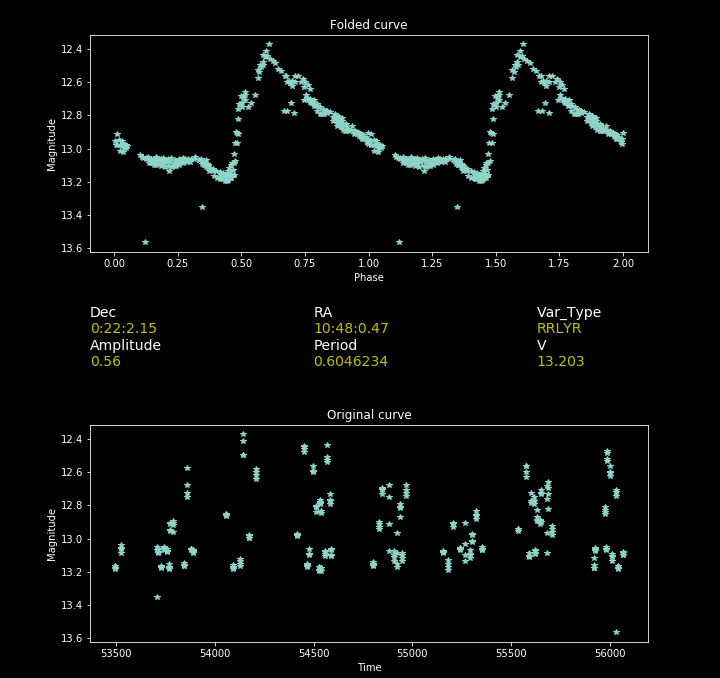 Folded curve
Magnitude
12.4
12.6
12.8
13.0
13.2
13.4
13.6
0.00 0.25 0.50 0.75 1.00 1.25 1.50 1.75 2.00
Phase
Dec RA Var_Type
0:22:2.15 10:48:0.47 RRLYR
Amplitude Period V
0.56 0.6046234 13.203
Original curve
Magnitude
12.4
12.6
12.8
13.0
13.2
13.4
13.6
53500 54000 54500 55000 55500 56000
Time